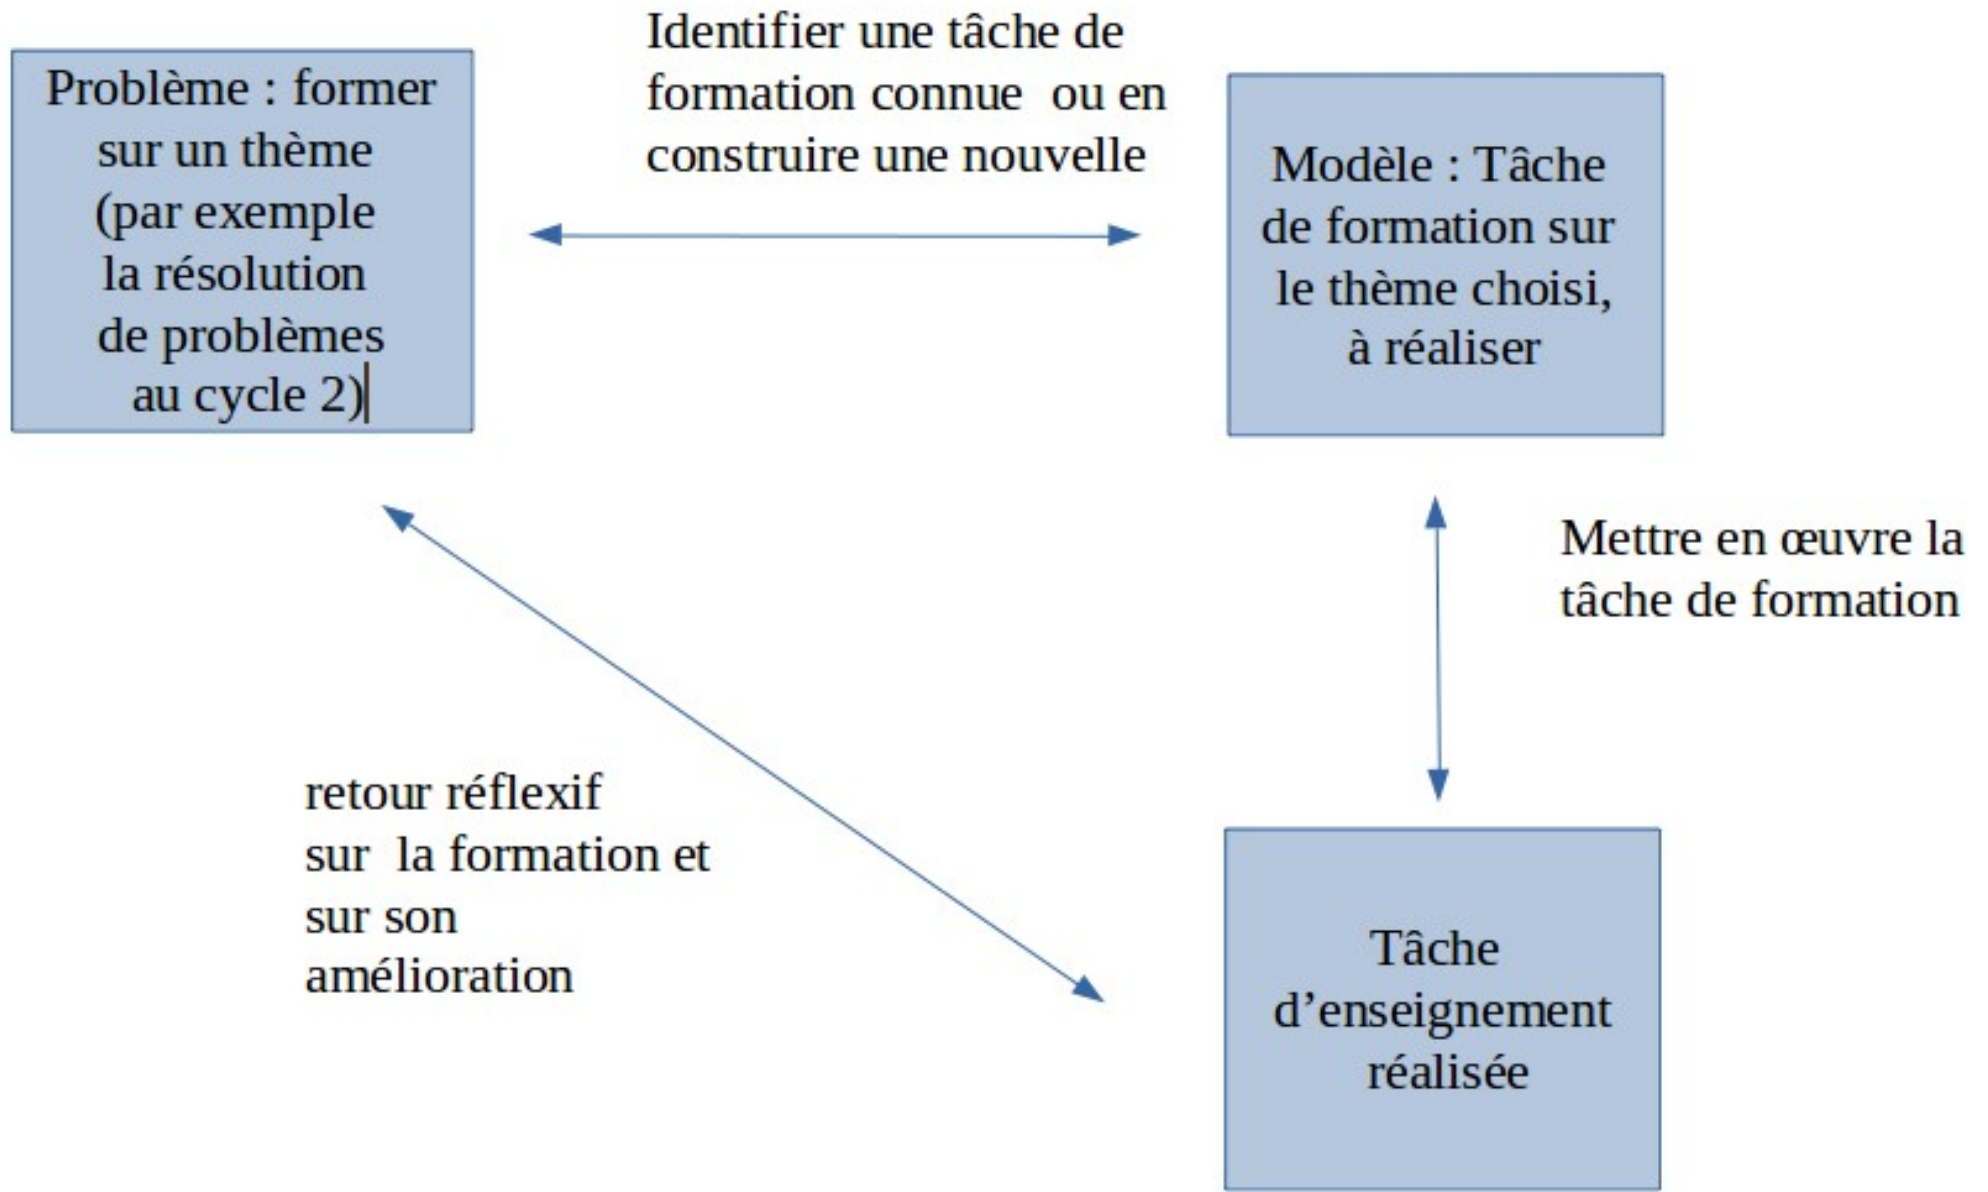 Problème : former
sur un thème
(par exemple
la résolution
de problèmes
au cycle 2)
Identifier une tâche de
formation connue  ou en
construire une nouvelle
Modèle : Tâche
de formation sur
le thème choisi,
à réaliser
Mettre en œuvre la
tâche de formation
retour réflexif
sur  la formation et
sur son
amélioration
Tâche
d’enseignement
réalisée